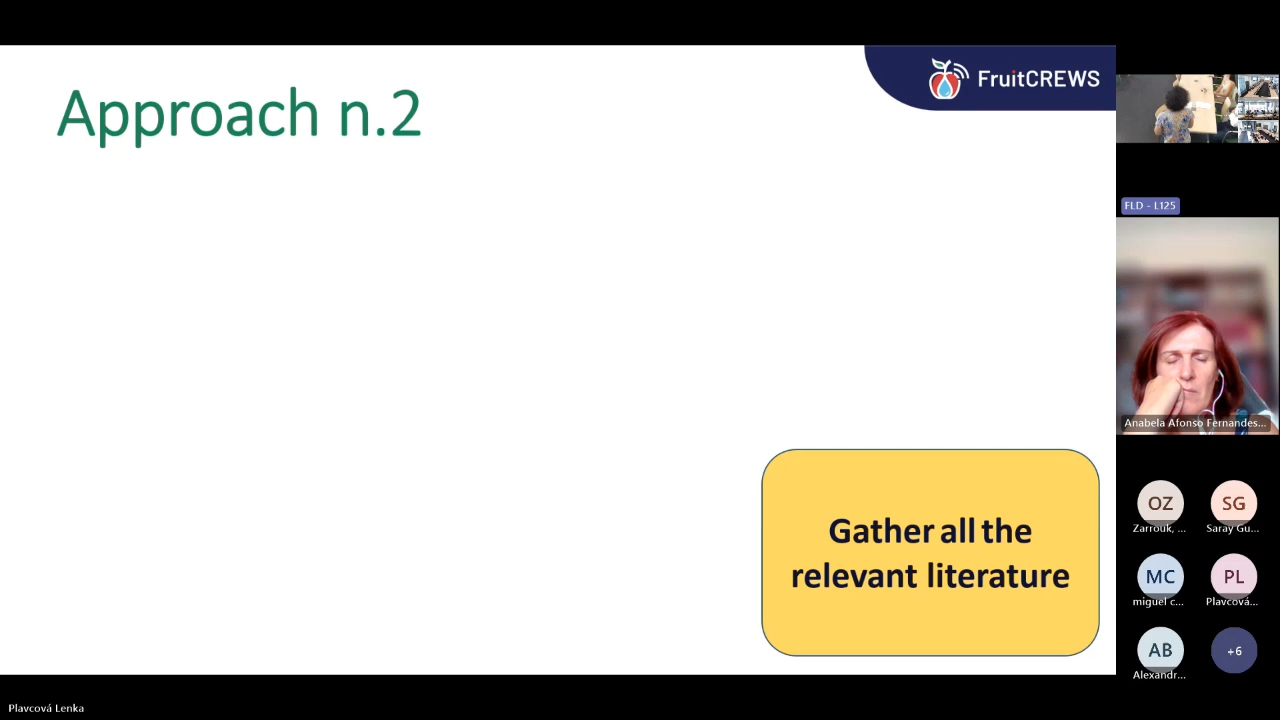 Approach n.2
FruitCREWS
Gather all the
relevant literature
FLD - L125
Anabela Afonso Fernandes...
OZ
Zarrouk, ...
SG
Saray Gu...
MC
miguel c...
PL
Plavcová...
AB
Alexandr...
+6
Plavcová Lenka